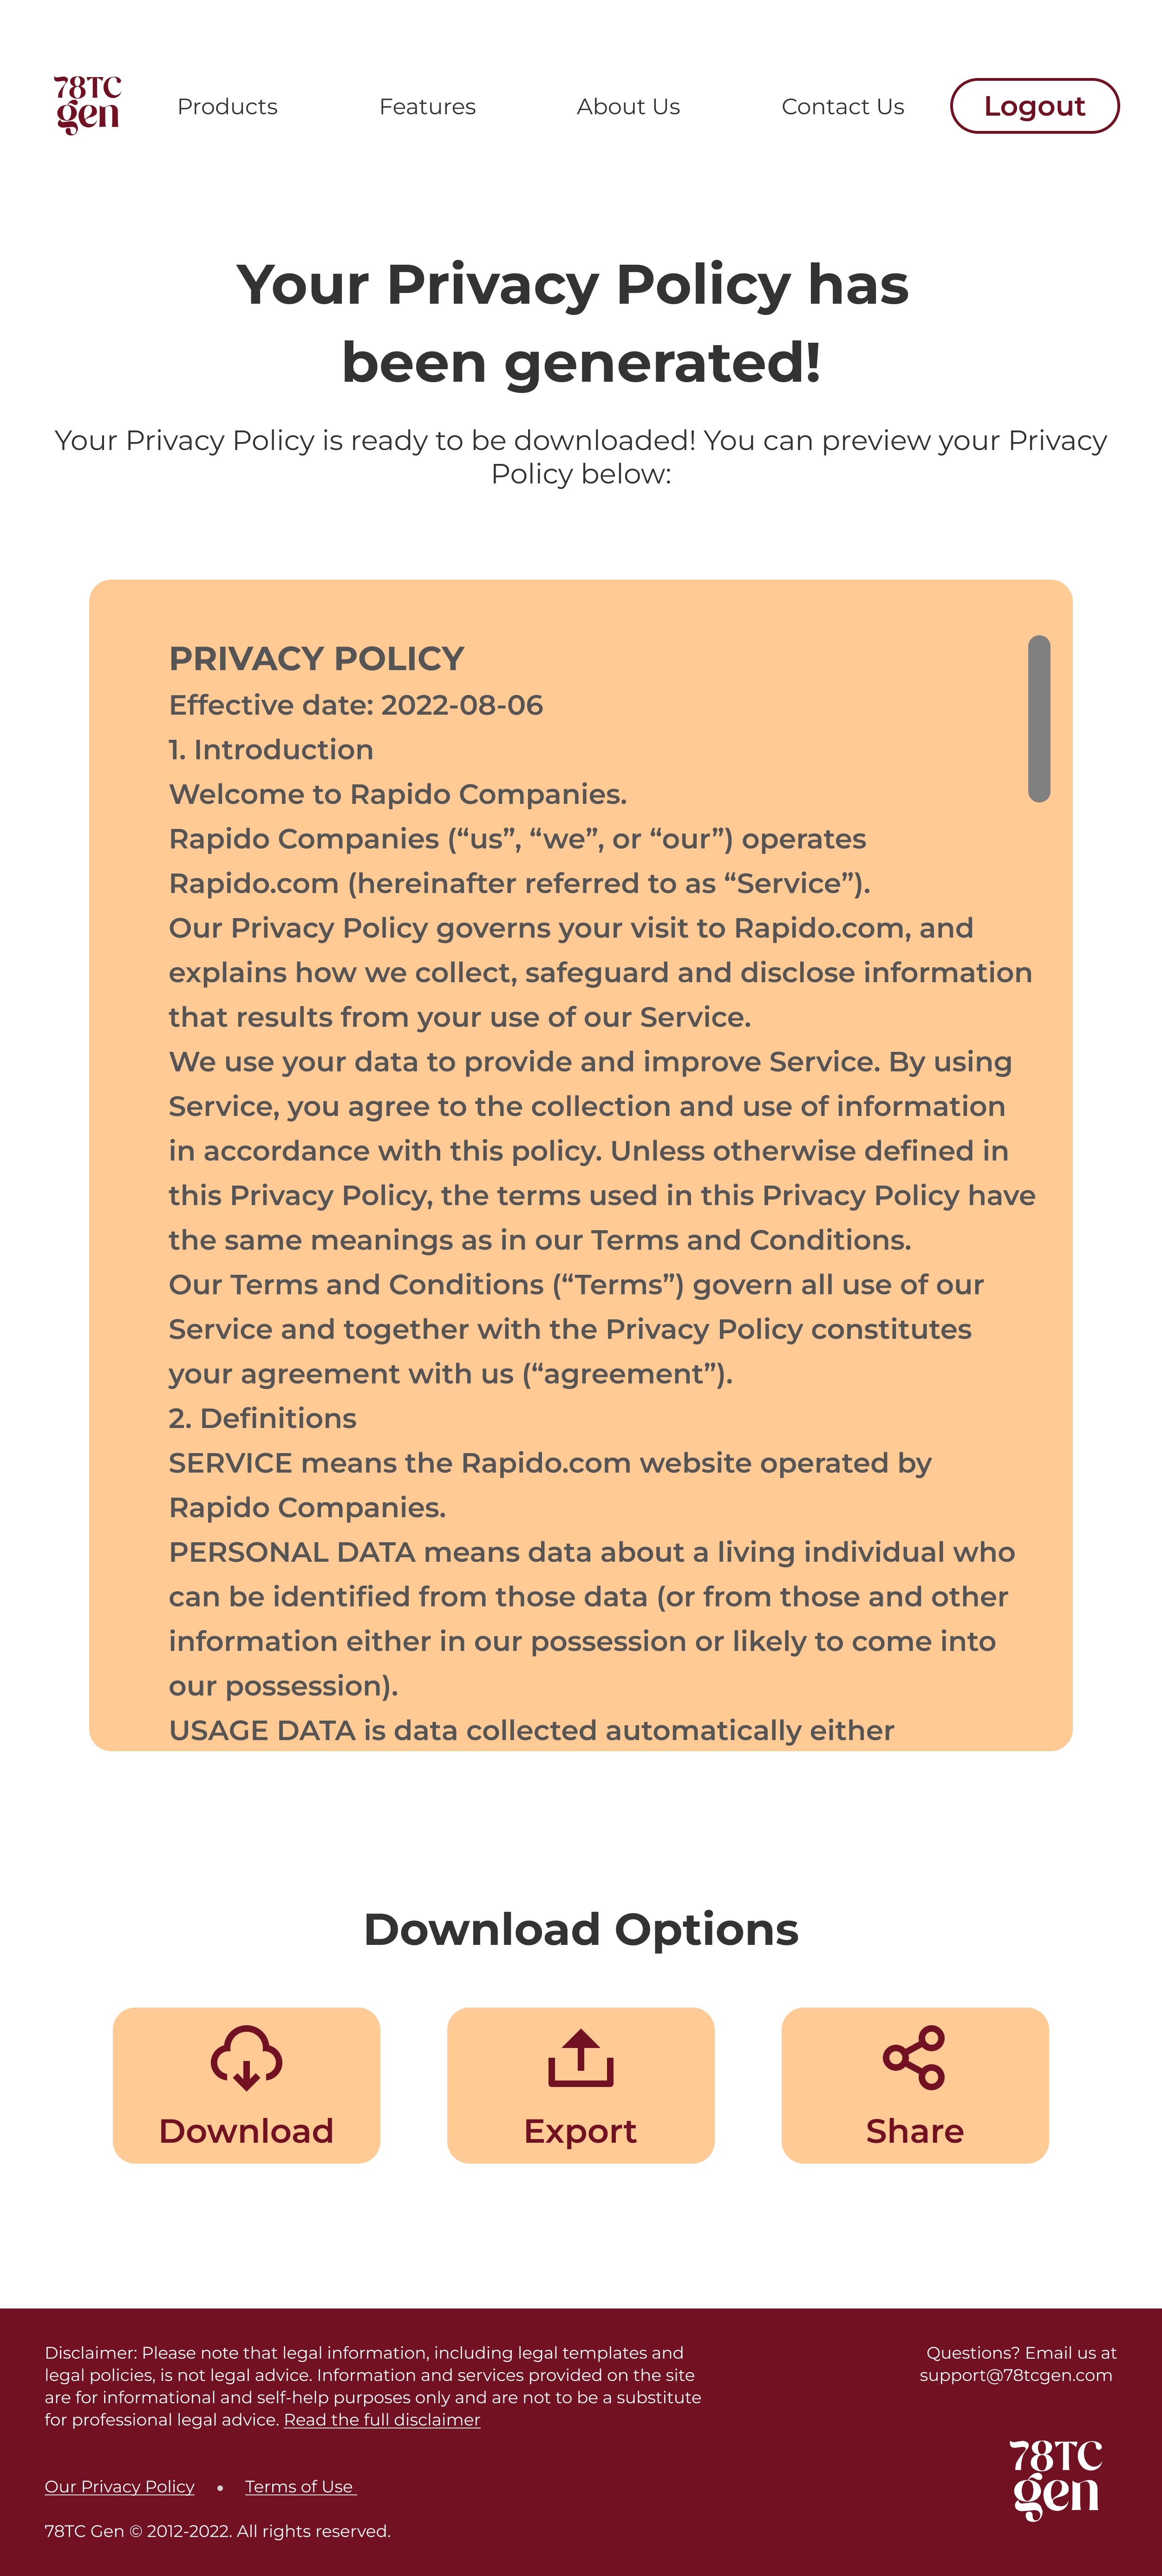 78TC
gen
Products
Features
About Us
Contact Us
Logout
Your Privacy Policy has
been generated!
Your Privacy Policy is ready to be downloaded! You can preview your Privacy
Policy below:
PRIVACY POLICY
Effective date: 2022-08-06
1. Introduction
Welcome to Rapido Companies.
Rapido Companies (“us”, “we”, or “our”) operates
Rapido.com (hereinafter referred to as “Service”).
Our Privacy Policy governs your visit to Rapido.com, and
explains how we collect, safeguard and disclose information
that results from your use of our Service.
We use your data to provide and improve Service. By using
Service, you agree to the collection and use of information
in accordance with this policy. Unless otherwise defined in
this Privacy Policy, the terms used in this Privacy Policy have
the same meanings as in our Terms and Conditions.
Our Terms and Conditions (“Terms”) govern all use of our
Service and together with the Privacy Policy constitutes
your agreement with us (“agreement”).
2. Definitions
SERVICE means the Rapido.com website operated by
Rapido Companies.
PERSONAL DATA means data about a living individual who
can be identified from those data (or from those and other
information either in our possession or likely to come into
our possession).
USAGE DATA is data collected automatically either
Download Options
Download
Export
Share
Disclaimer: Please note that legal information, including legal templates and
legal policies, is not legal advice. Information and services provided on the site
are for informational and self-help purposes only and are not to be a substitute
for professional legal advice. Read the full disclaimer
Questions? Email us at
support@78tcgen.com
Our Privacy Policy • Terms of Use
78TC Gen © 2012-2022. All rights reserved.
78TC
gen